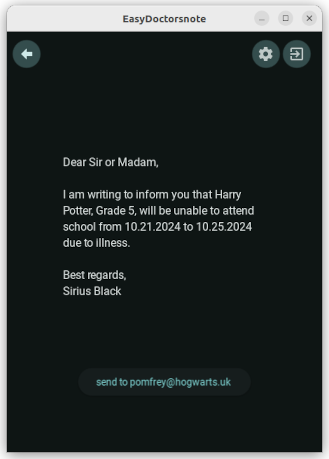 EasyDoctorsnote
Dear Sir or Madam,
I am writing to inform you that Harry
Potter, Grade 5, will be unable to attend
school from 10.21.2024 to 10.25.2024
due to illness.
Best regards,
Sirius Black
send to pomfrey@hogwarts.uk